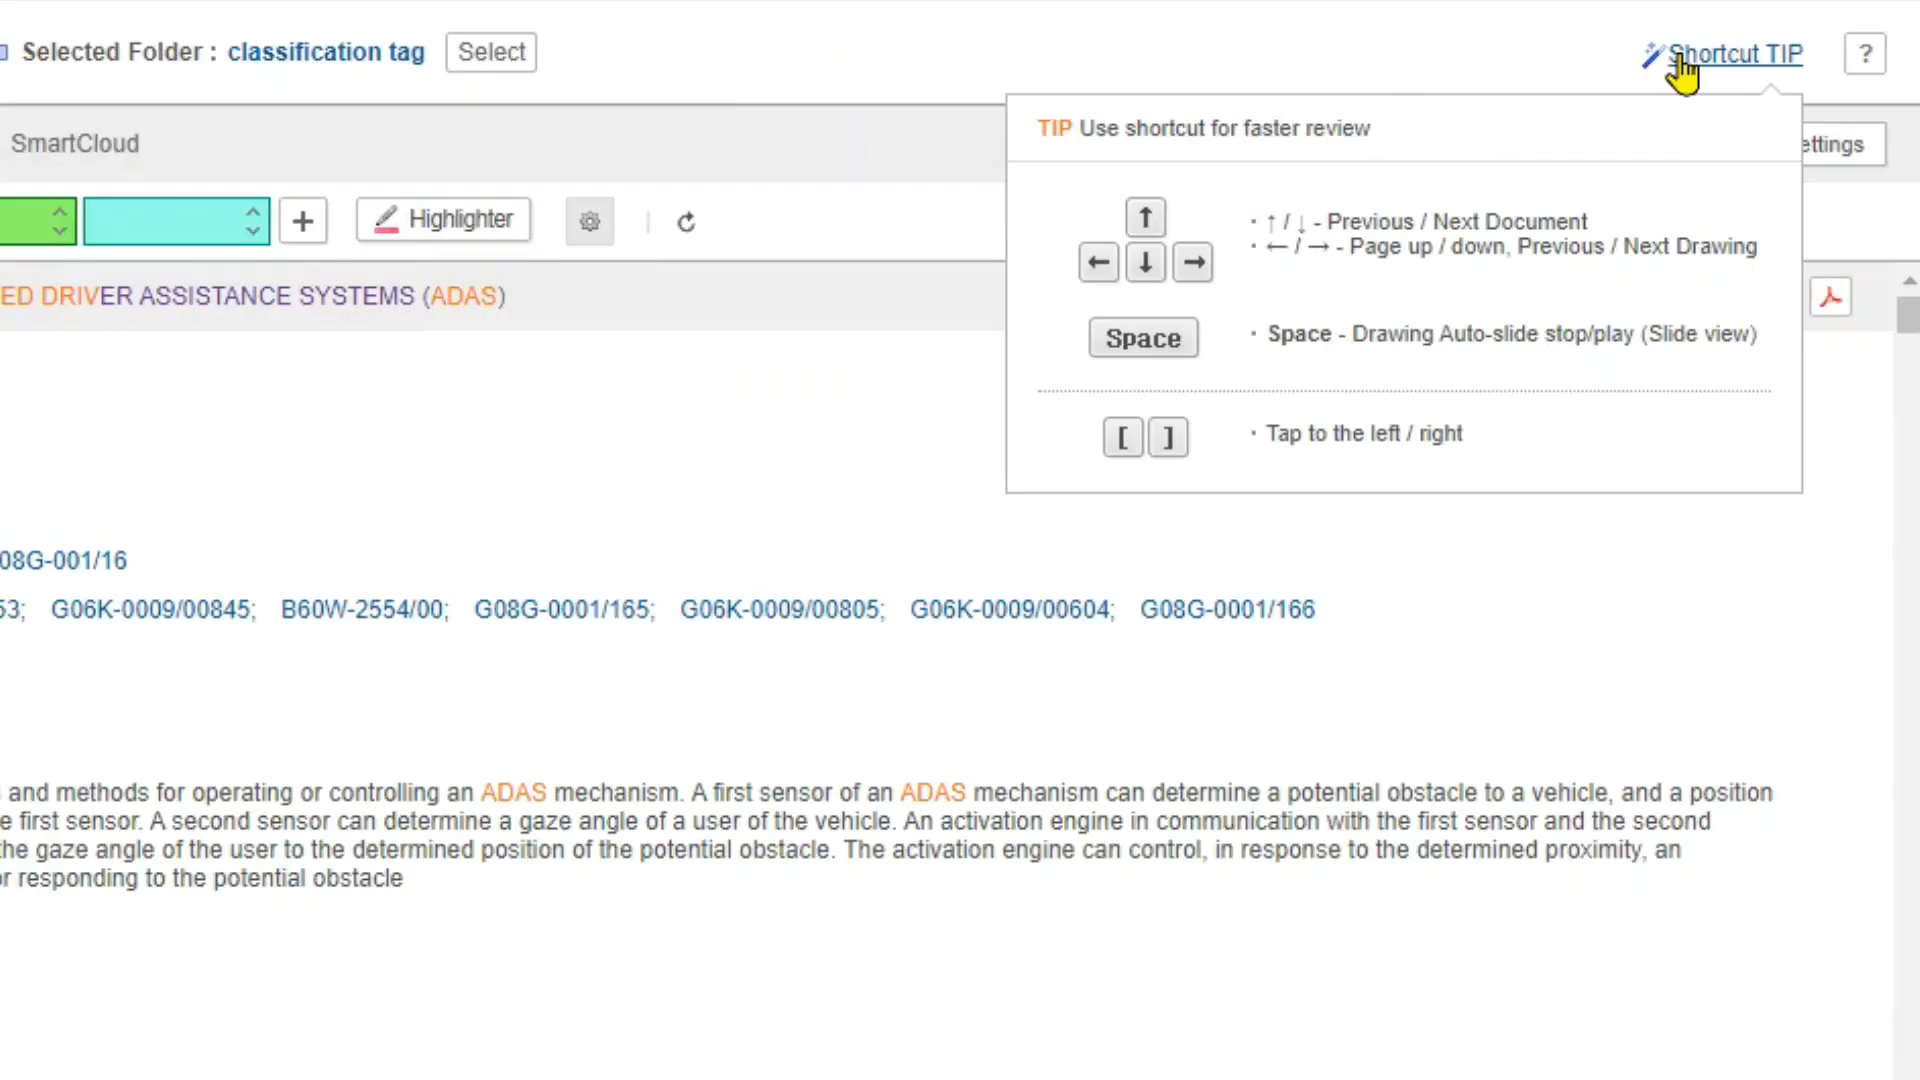 Selected Folder : classification tag Select Shortcut TIP ?
TIP Use shortcut for faster review
SmartCloud ettings
+ Highlighter
↑ · ↑ / ↓ - Previous / Next Document
← ↓ → · ← / → - Page up / down, Previous / Next Drawing
ED DRIVER ASSISTANCE SYSTEMS (ADAS)
Space · Space - Drawing Auto-slide stop/play (Slide view)
[ ] · Tap to the left / right
08G-001/16
53; G06K-0009/00845; B60W-2554/00; G08G-0001/165; G06K-0009/00805; G06K-0009/00604; G08G-0001/166
and methods for operating or controlling an ADAS mechanism. A first sensor of an ADAS mechanism can determine a potential obstacle to a vehicle, and a position
e first sensor. A second sensor can determine a gaze angle of a user of the vehicle. An activation engine in communication with the first sensor and the second
the gaze angle of the user to the determined position of the potential obstacle. The activation engine can control, in response to the determined proximity, an
or responding to the potential obstacle